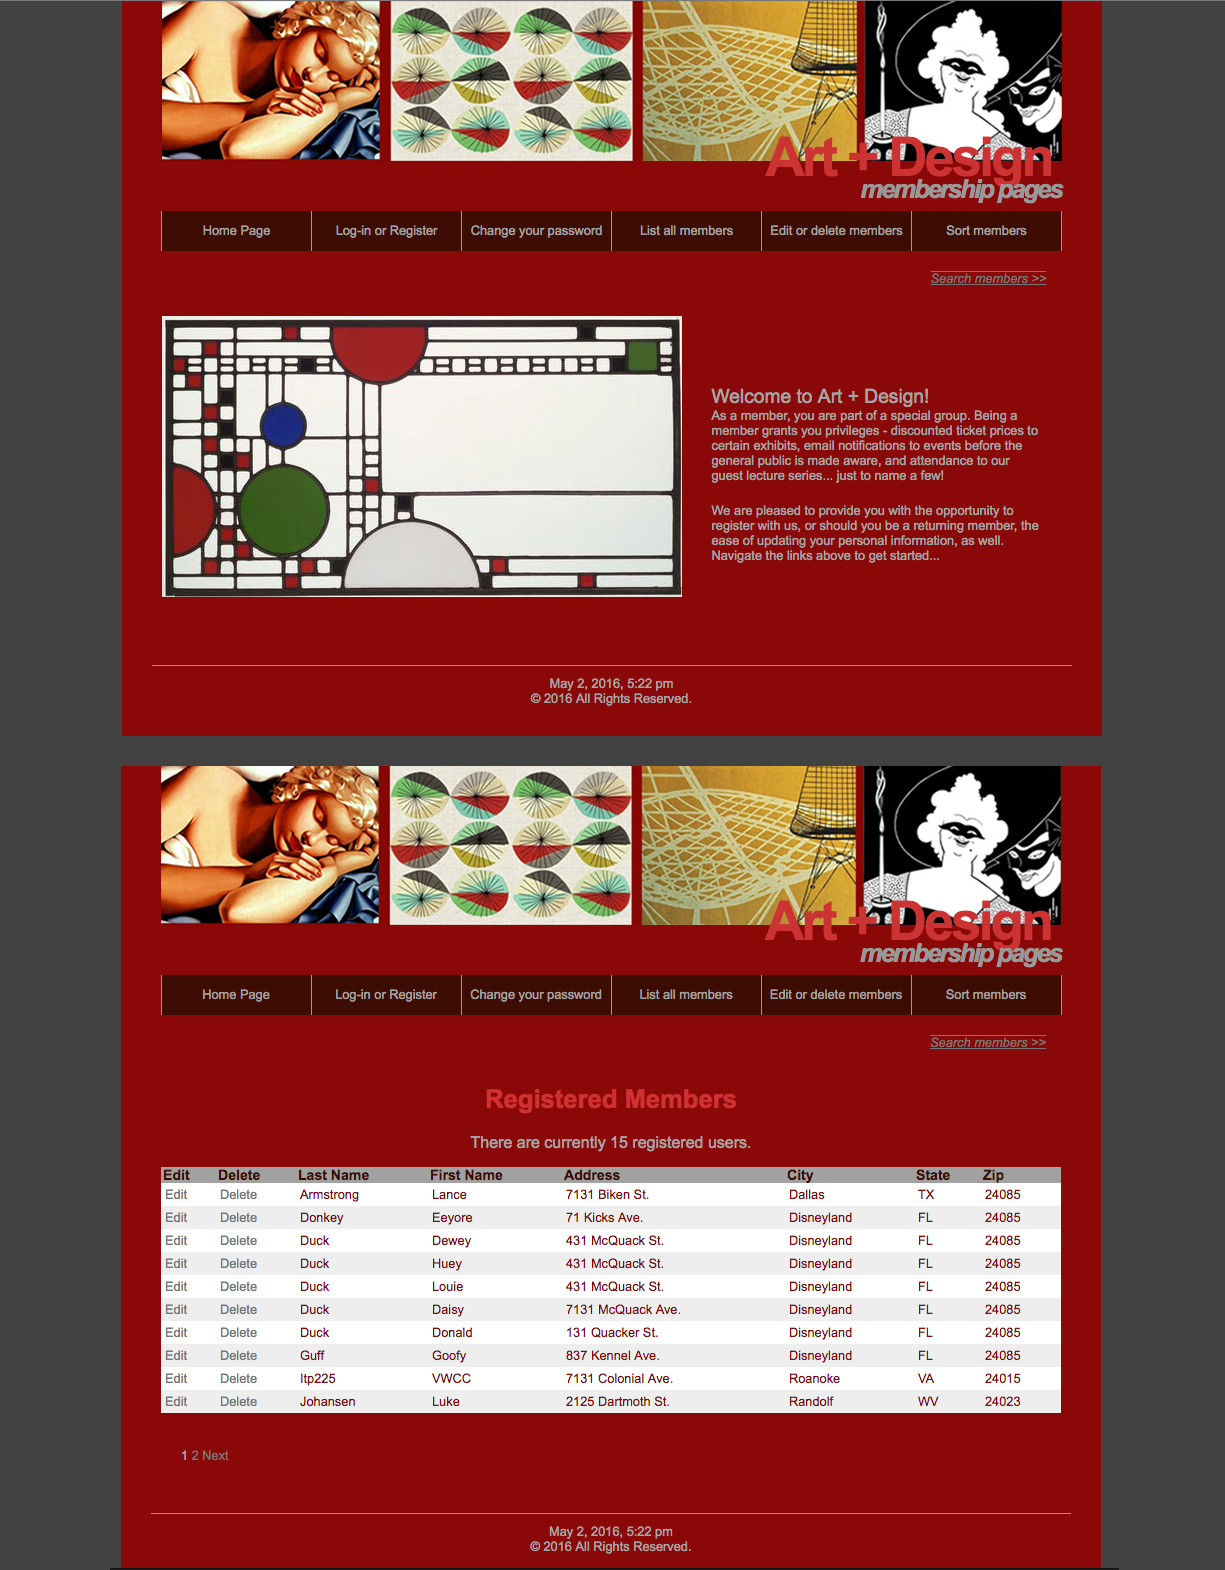 Art + Design
membership pages
Home Page Log-in or Register Change your password List all members Edit or delete members Sort members
Search members >>
Welcome to Art + Design!
As a member, you are part of a special group. Being a
member grants you privileges - discounted ticket prices to
certain exhibits, email notifications to events before the
general public is made aware, and attendance to our
guest lecture series... just to name a few!
We are pleased to provide you with the opportunity to
register with us, or should you be a returning member, the
ease of updating your personal information, as well.
Navigate the links above to get started...
May 2, 2016, 5:22 pm
© 2016 All Rights Reserved.
Art + Design
membership pages
Home Page Log-in or Register Change your password List all members Edit or delete members Sort members
Search members >>
Registered Members
There are currently 15 registered users.
Edit Delete Last Name First Name Address City State Zip
Edit Delete Armstrong Lance 7131 Biken St. Dallas TX 24085
Edit Delete Donkey Eeyore 71 Kicks Ave. Disneyland FL 24085
Edit Delete Duck Dewey 431 McQuack St. Disneyland FL 24085
Edit Delete Duck Huey 431 McQuack St. Disneyland FL 24085
Edit Delete Duck Louie 431 McQuack St. Disneyland FL 24085
Edit Delete Duck Daisy 7131 McQuack Ave. Disneyland FL 24085
Edit Delete Duck Donald 131 Quacker St. Disneyland FL 24085
Edit Delete Guff Goofy 837 Kennel Ave. Disneyland FL 24085
Edit Delete Itp225 VWCC 7131 Colonial Ave. Roanoke VA 24015
Edit Delete Johansen Luke 2125 Dartmoth St. Randolf WV 24023
1 2 Next
May 2, 2016, 5:22 pm
© 2016 All Rights Reserved.